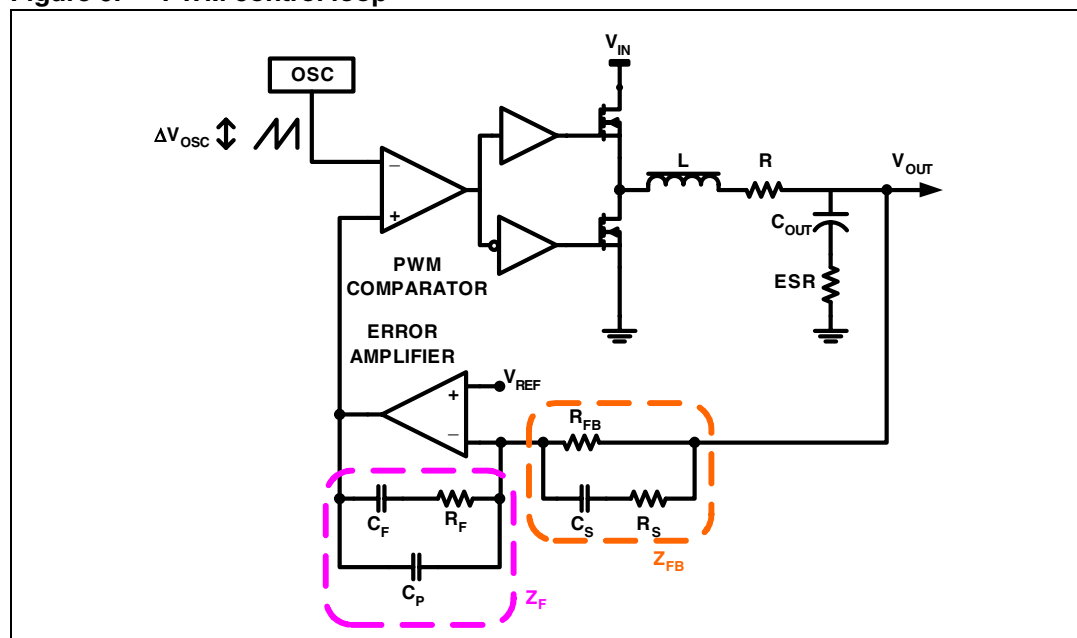 V_IN
OSC
ΔV_OSC
L
R
V_OUT
−
+
C_OUT
ESR
PWM
COMPARATOR
ERROR
AMPLIFIER
V_REF
+
−
R_FB
C_S
R_S
Z_FB
C_F
R_F
C_P
Z_F